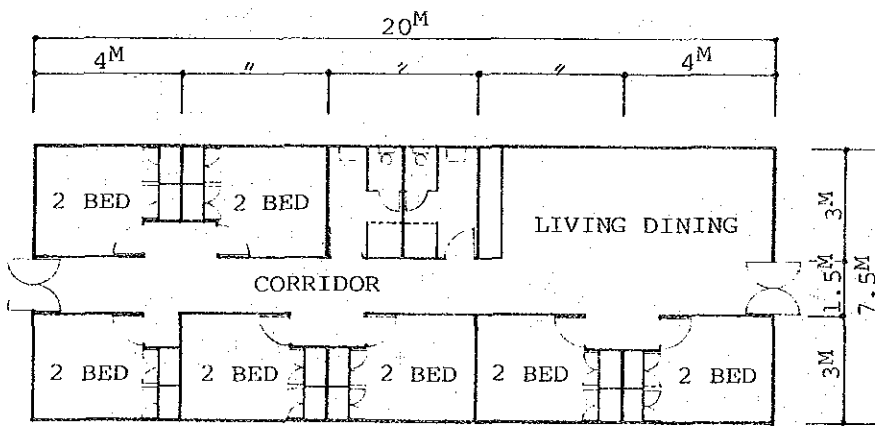 20M
4M 〃 〃 〃 4M
2 BED 2 BED LIVING DINING
3M
1.5M
7.5M
CORRIDOR
2 BED 2 BED 2 BED 2 BED 2 BED
3M